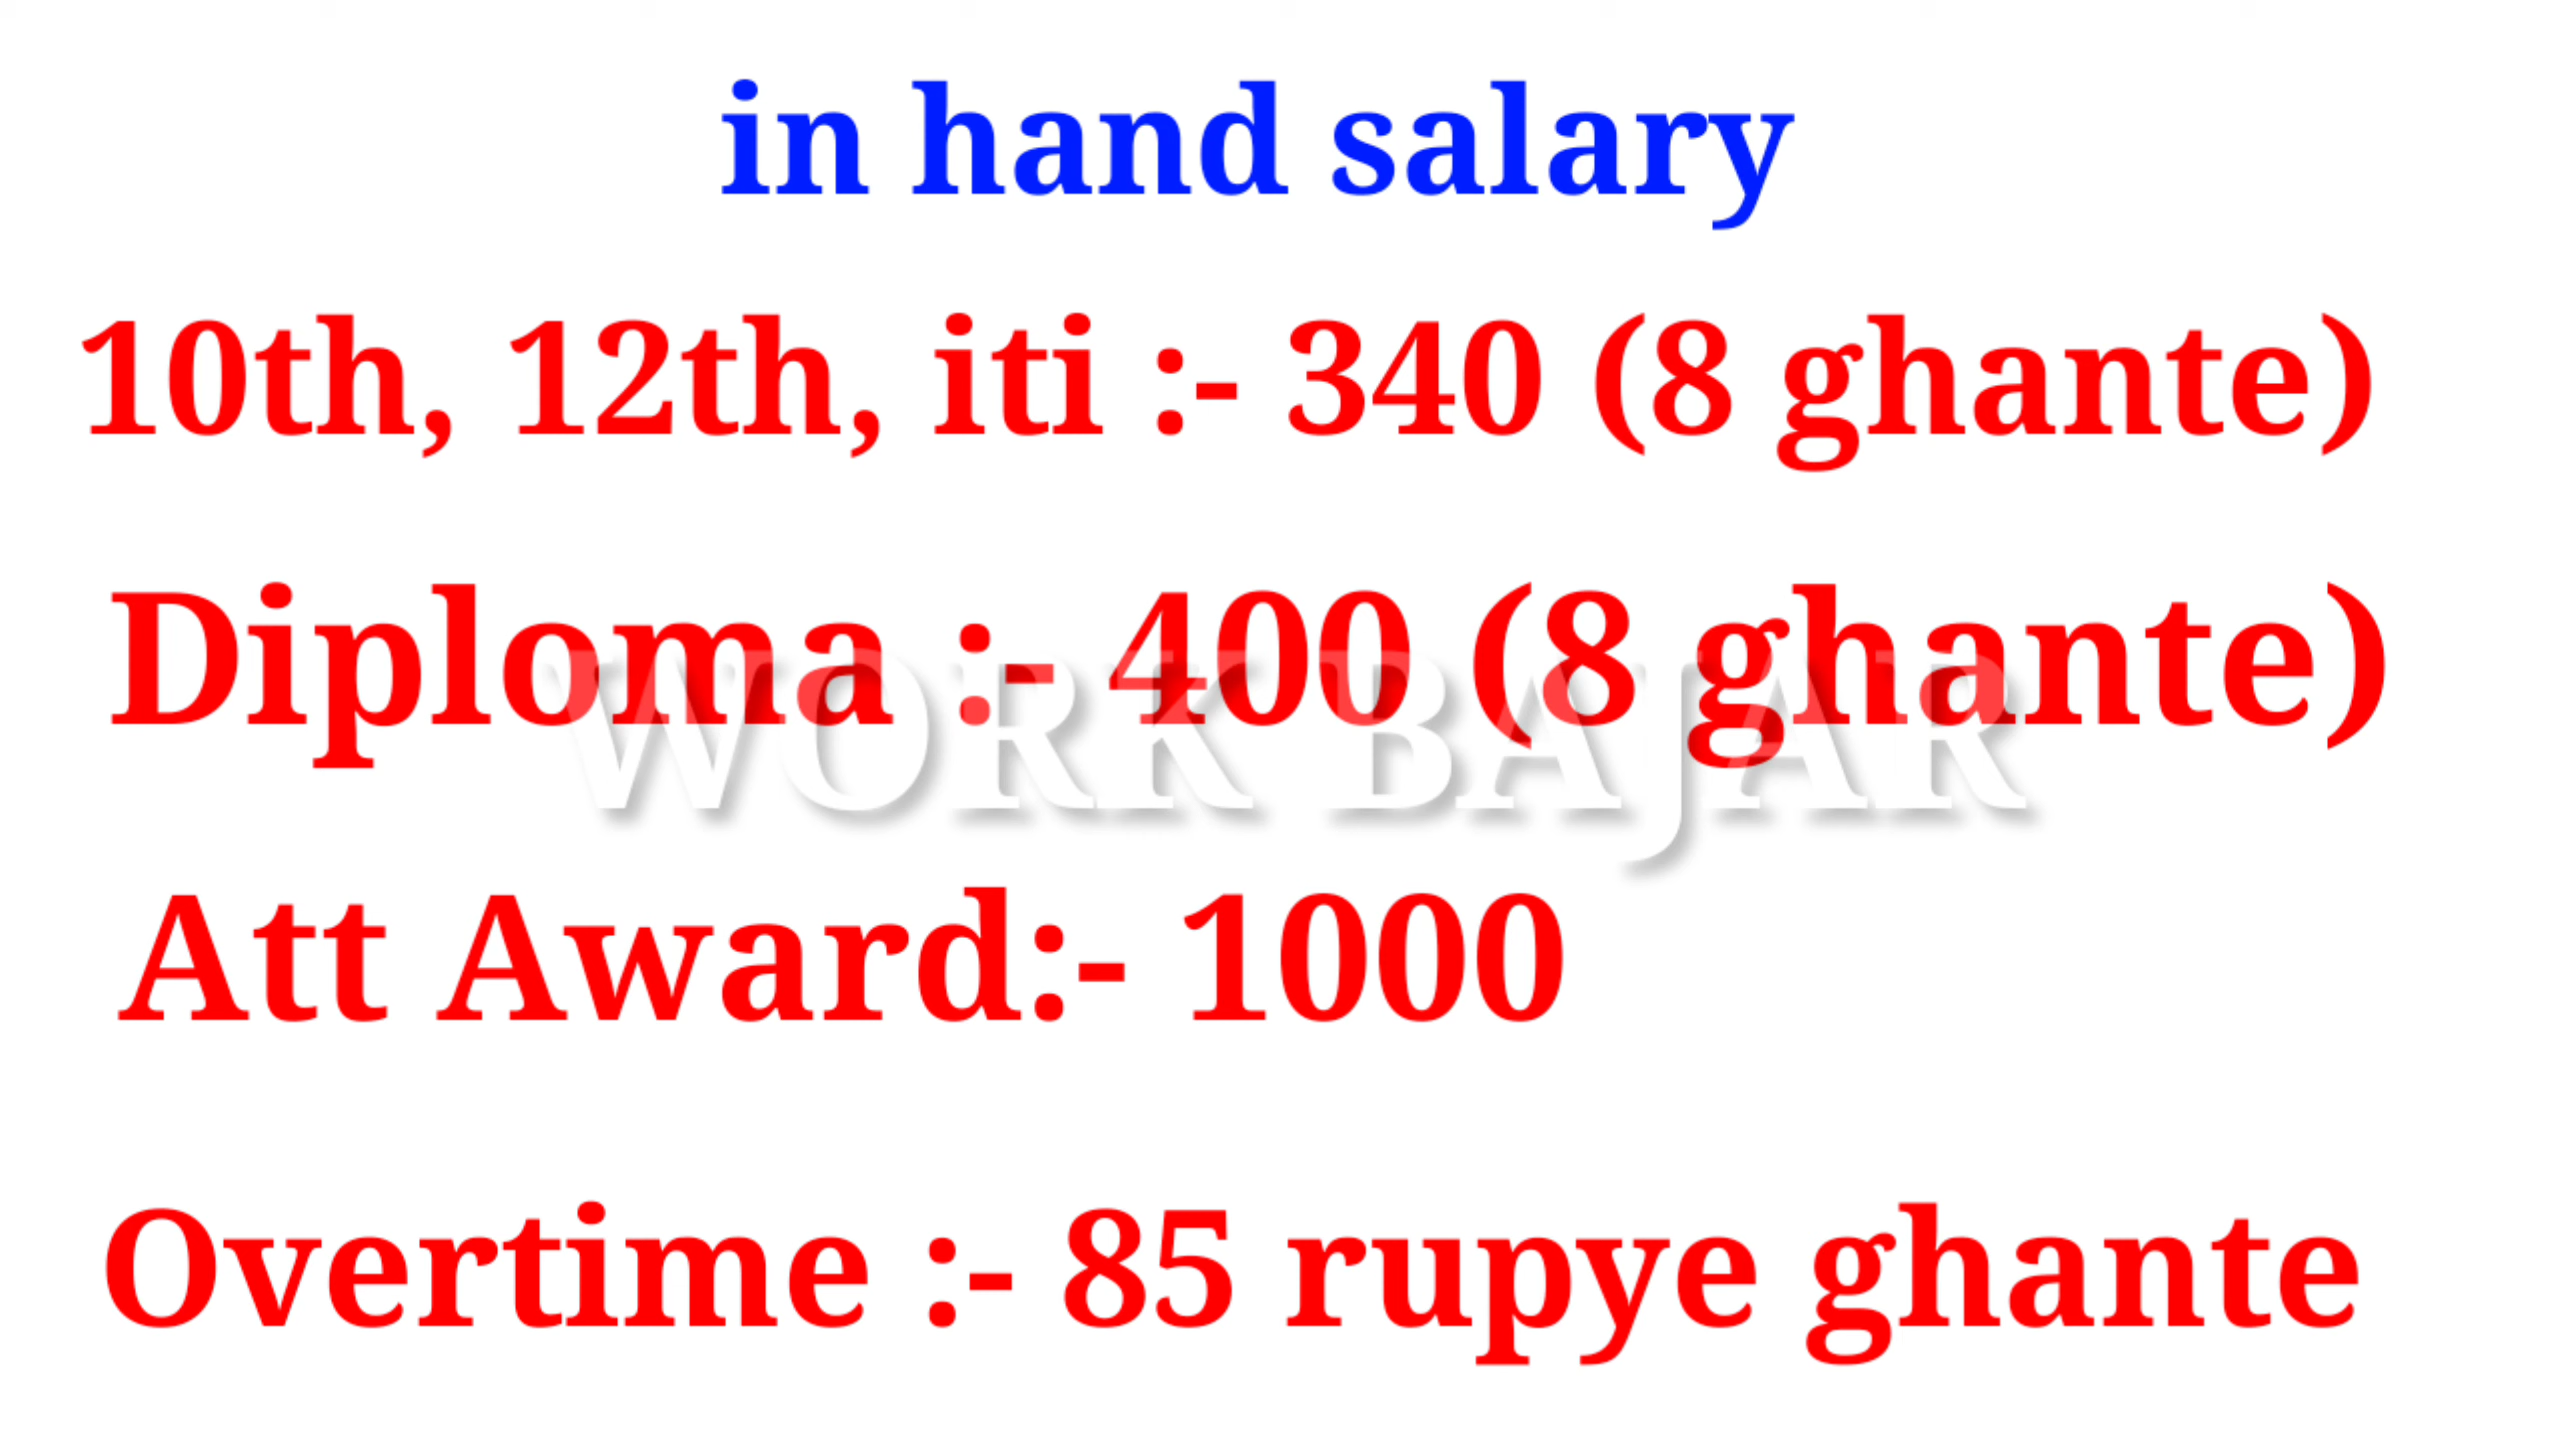 in hand salary
10th, 12th, iti :- 340 (8 ghante)
Diploma :- 400 (8 ghante)
WORK BAJAR
Att Award:- 1000
Overtime :- 85 rupye ghante